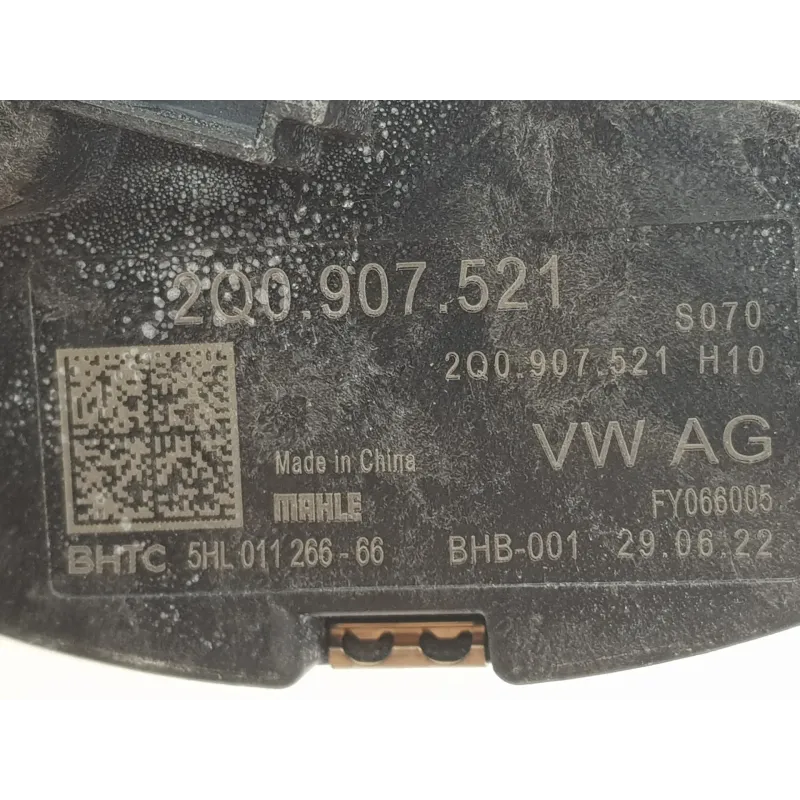 2Q0.907.521
S070
2Q0.907.521 H10
VW AG
Made in China
MAHLE
FY066005
BHTC 5HL 011 266-66 BHB-001 29.06.22